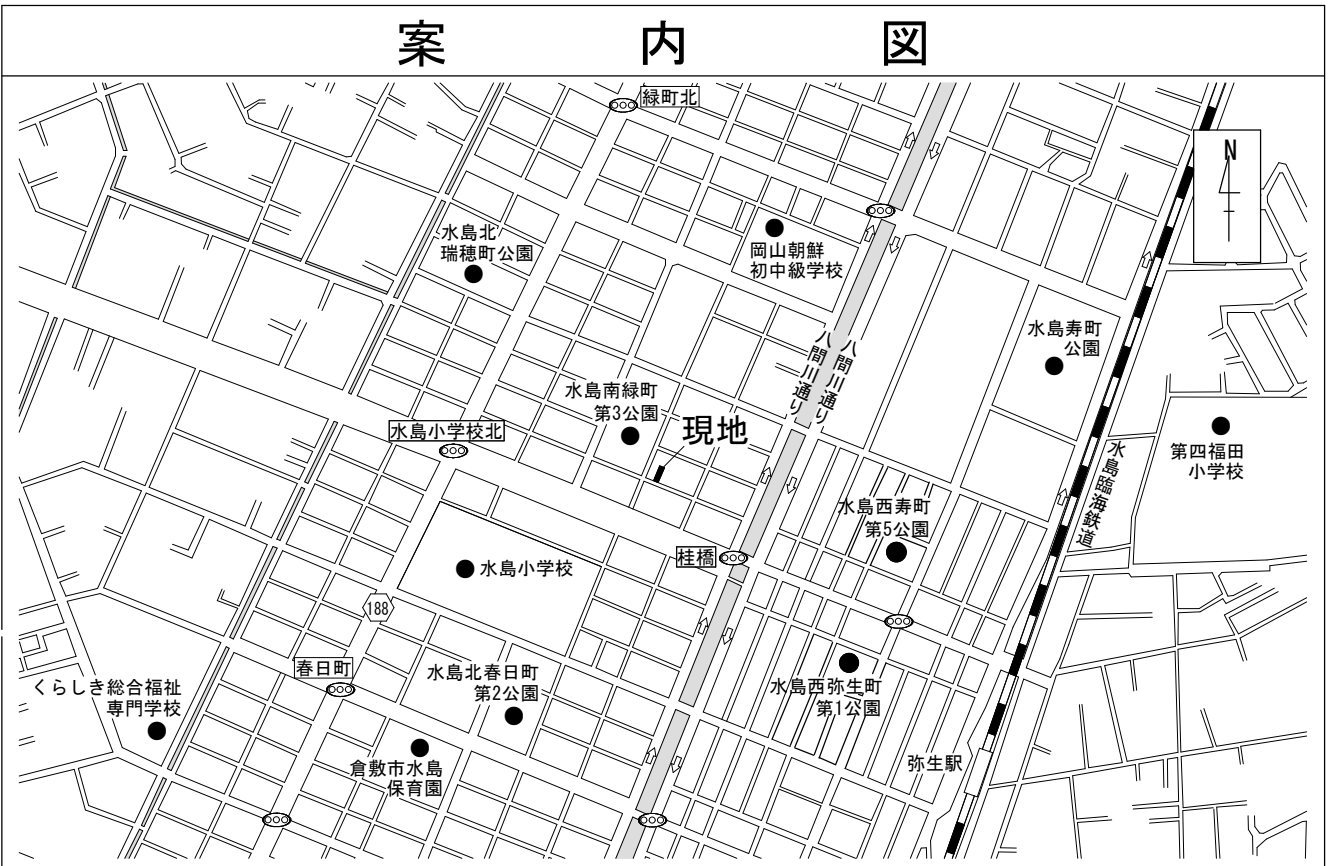 案内図
緑町北
N
水島北
瑞穂町公園
岡山朝鮮
初中級学校
水島寿町
公園
八間川通り
八間川通り
水島南緑町
第3公園
現地
水島小学校北
第四福田
小学校
水島臨海鉄道
水島西寿町
第5公園
桂橋
水島小学校
188
春日町
水島北春日町
第2公園
水島西弥生町
第1公園
くらしき総合福祉
専門学校
倉敷市水島
保育園
弥生駅